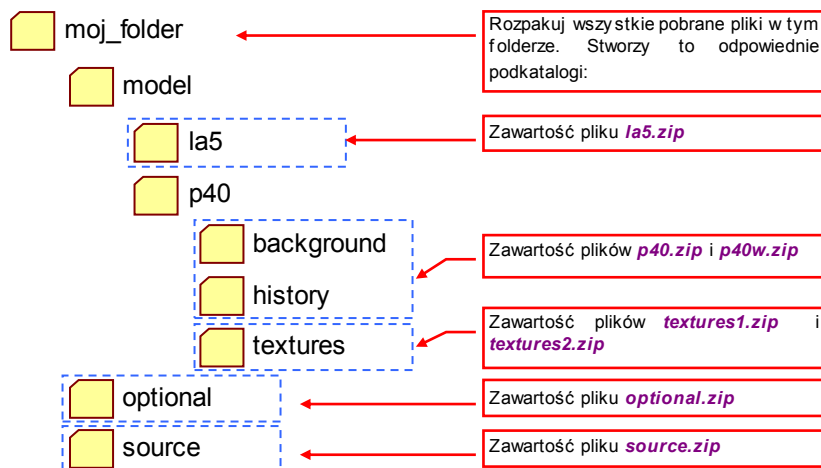 moj_folder
Rozpakuj wszystkie pobrane pliki w tym
folderze. Stworzy to odpowiednie
podkatalogi:
model
la5
Zawartość pliku la5.zip
p40
background
Zawartość plików p40.zip i p40w.zip
history
Zawartość plików textures1.zip i
textures2.zip
textures
optional
Zawartość pliku optional.zip
source
Zawartość pliku source.zip